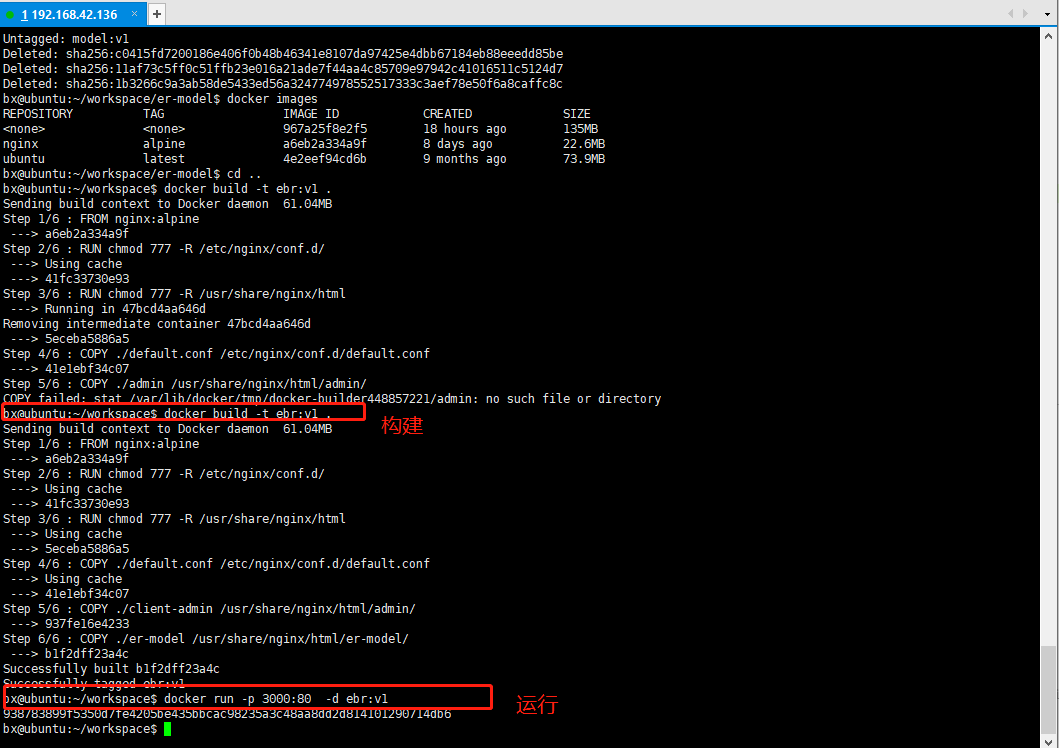 1 192.168.42.136 × +
Untagged: model:v1
Deleted: sha256:c0415fd7200186e406f0b48b46341e8107da97425e4dbb67184eb88eeedd85be
Deleted: sha256:11af73c5ff0c51ffb23e016a21ade7f44aa4c85709e97942c41016511c5124d7
Deleted: sha256:1b3266c9a3ab58de5433ed56a324774978552517333c3aef78e50f6a8caffc8c
bx@ubuntu:~/workspace/er-model$ docker images
REPOSITORY TAG IMAGE ID CREATED SIZE
<none> <none> 967a25f8e2f5 18 hours ago 135MB
nginx alpine a6eb2a334a9f 8 days ago 22.6MB
ubuntu latest 4e2eef94cd6b 9 months ago 73.9MB
bx@ubuntu:~/workspace/er-model$ cd ..
bx@ubuntu:~/workspace$ docker build -t ebr:v1 .
Sending build context to Docker daemon 61.04MB
Step 1/6 : FROM nginx:alpine
---> a6eb2a334a9f
Step 2/6 : RUN chmod 777 -R /etc/nginx/conf.d/
---> Using cache
---> 41fc33730e93
Step 3/6 : RUN chmod 777 -R /usr/share/nginx/html
---> Running in 47bcd4aa646d
Removing intermediate container 47bcd4aa646d
---> 5eceba5886a5
Step 4/6 : COPY ./default.conf /etc/nginx/conf.d/default.conf
---> 41e1ebf34c07
Step 5/6 : COPY ./admin /usr/share/nginx/html/admin/
COPY failed: stat /var/lib/docker/tmp/docker-builder448857221/admin: no such file or directory
bx@ubuntu:~/workspace$ docker build -t ebr:v1 .
构建
Sending build context to Docker daemon 61.04MB
Step 1/6 : FROM nginx:alpine
---> a6eb2a334a9f
Step 2/6 : RUN chmod 777 -R /etc/nginx/conf.d/
---> Using cache
---> 41fc33730e93
Step 3/6 : RUN chmod 777 -R /usr/share/nginx/html
---> Using cache
---> 5eceba5886a5
Step 4/6 : COPY ./default.conf /etc/nginx/conf.d/default.conf
---> Using cache
---> 41e1ebf34c07
Step 5/6 : COPY ./client-admin /usr/share/nginx/html/admin/
---> 937fe16e4233
Step 6/6 : COPY ./er-model /usr/share/nginx/html/er-model/
---> b1f2dff23a4c
Successfully built b1f2dff23a4c
Successfully tagged ebr:v1
bx@ubuntu:~/workspace$ docker run -p 3000:80 -d ebr:v1
运行
938783899f5350d7fe4205be435bbcac98235a3c48aa8dd2d814101290714db6
bx@ubuntu:~/workspace$